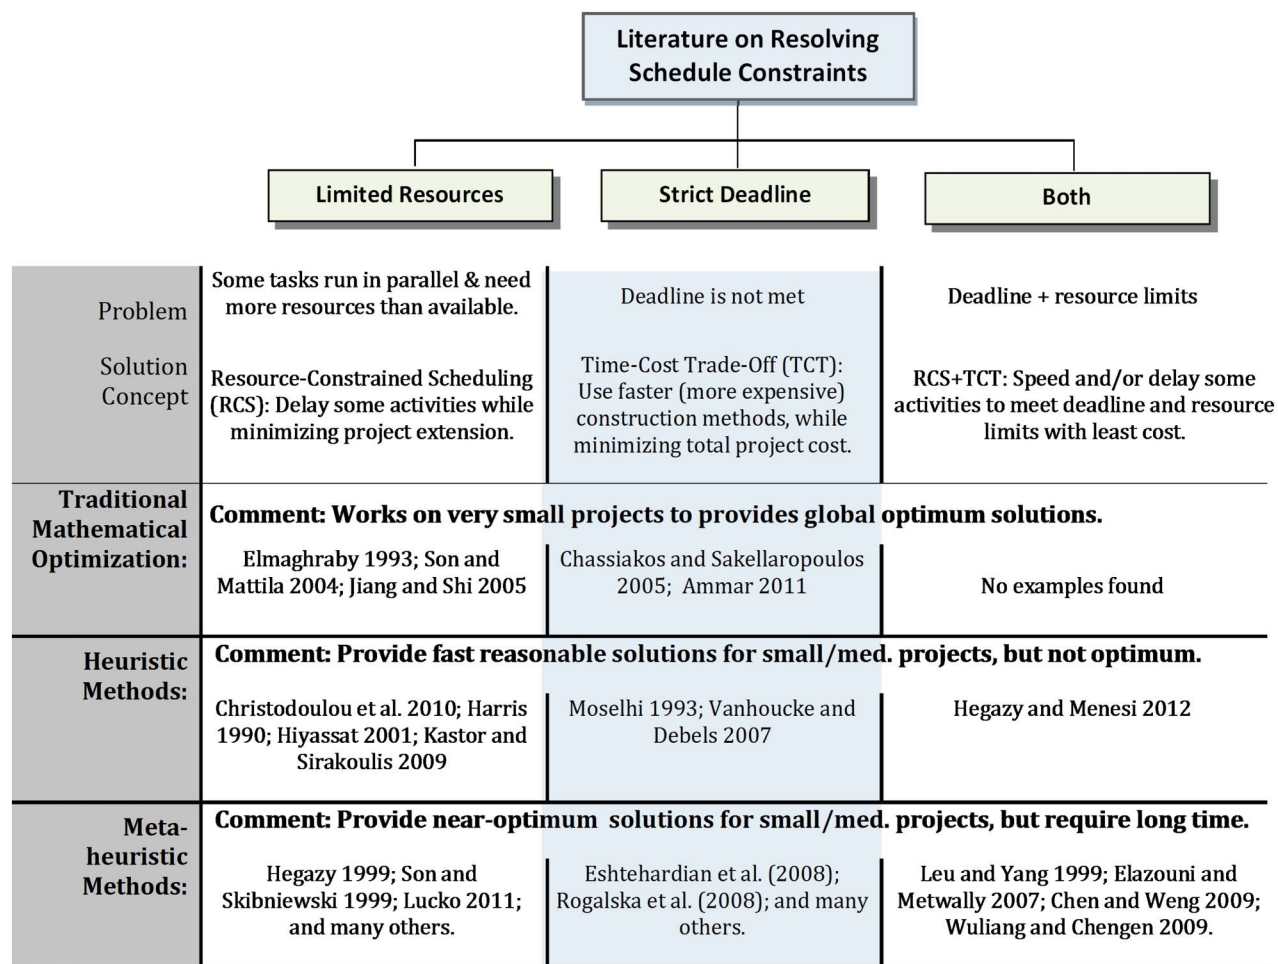 Literature on Resolving
Schedule Constraints
Limited Resources
Strict Deadline
Both
Problem
Some tasks run in parallel & need
more resources than available.
Deadline is not met
Deadline + resource limits
Solution
Concept
Resource-Constrained Scheduling
(RCS): Delay some activities while
minimizing project extension.
Time-Cost Trade-Off (TCT):
Use faster (more expensive)
construction methods, while
minimizing total project cost.
RCS+TCT: Speed and/or delay some
activities to meet deadline and resource
limits with least cost.
Traditional
Mathematical
Optimization:
Comment: Works on very small projects to provides global optimum solutions.
Elmaghraby 1993; Son and
Mattila 2004; Jiang and Shi 2005
Chassiakos and Sakellaropoulos
2005; Ammar 2011
No examples found
Heuristic
Methods:
Comment: Provide fast reasonable solutions for small/med. projects, but not optimum.
Christodoulou et al. 2010; Harris
1990; Hiyassat 2001; Kastor and
Sirakoulis 2009
Moselhi 1993; Vanhoucke and
Debels 2007
Hegazy and Menesi 2012
Meta-
heuristic
Methods:
Comment: Provide near-optimum solutions for small/med. projects, but require long time.
Hegazy 1999; Son and
Skibniewski 1999; Lucko 2011;
and many others.
Eshtehardian et al. (2008);
Rogalska et al. (2008); and many
others.
Leu and Yang 1999; Elazouni and
Metwally 2007; Chen and Weng 2009;
Wuliang and Chengen 2009.